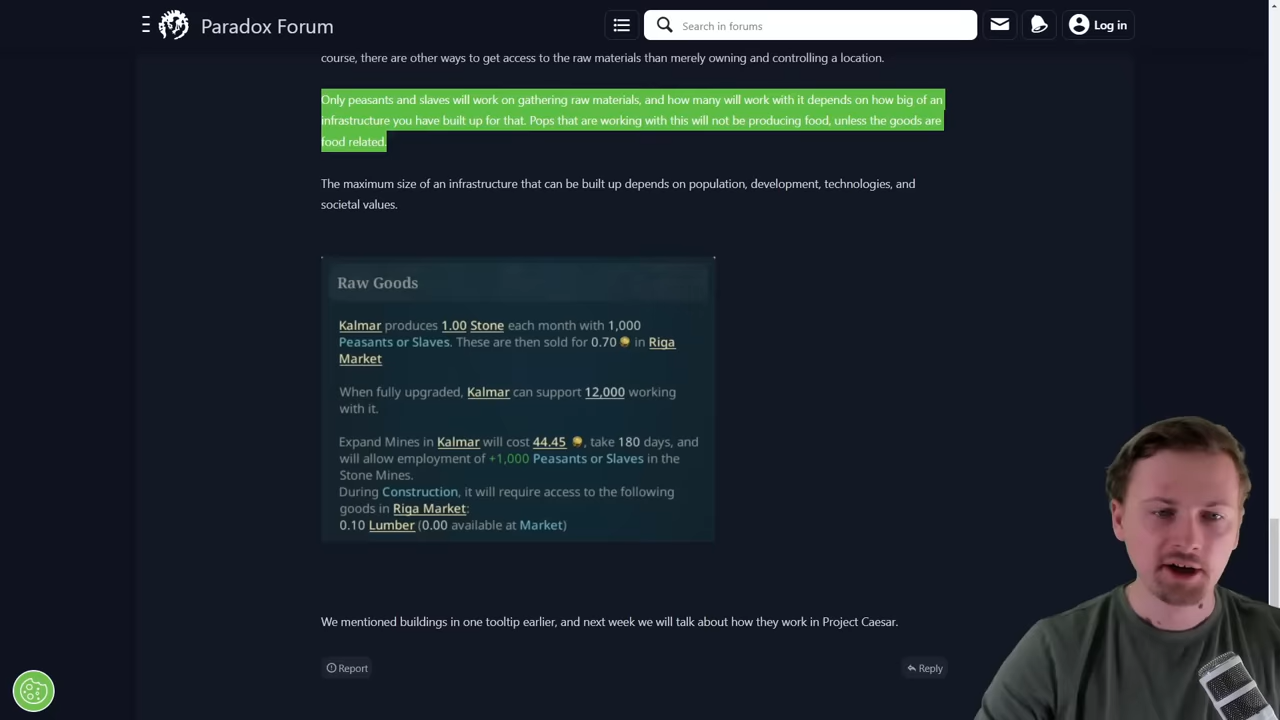 Paradox Forum
Search in forums
Log in
course, there are other ways to get access to the raw materials than merely owning and controlling a location.
Only peasants and slaves will work on gathering raw materials, and how many will work with it depends on how big of an
infrastructure you have built up for that. Pops that are working with this will not be producing food, unless the goods are
food related.
The maximum size of an infrastructure that can be built up depends on population, development, technologies, and
societal values.
Raw Goods
Kalmar produces 1.00 Stone each month with 1,000
Peasants or Slaves. These are then sold for 0.70 in Riga
Market
When fully upgraded, Kalmar can support 12,000 working
with it.
Expand Mines in Kalmar will cost 44.45 , take 180 days, and
will allow employment of +1,000 Peasants or Slaves in the
Stone Mines.
During Construction, it will require access to the following
goods in Riga Market:
0.10 Lumber (0.00 available at Market)
We mentioned buildings in one tooltip earlier, and next week we will talk about how they work in Project Caesar.
Report
Reply